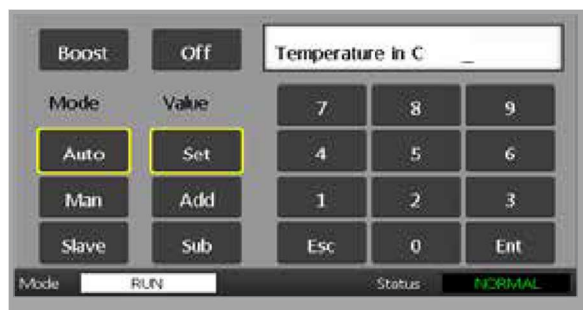 Boost Off Temperature in C _
Mode Value 7 8 9
Auto Set 4 5 6
Man Add 1 2 3
Slave Sub Esc 0 Ent
Mode RUN Status NORMAL